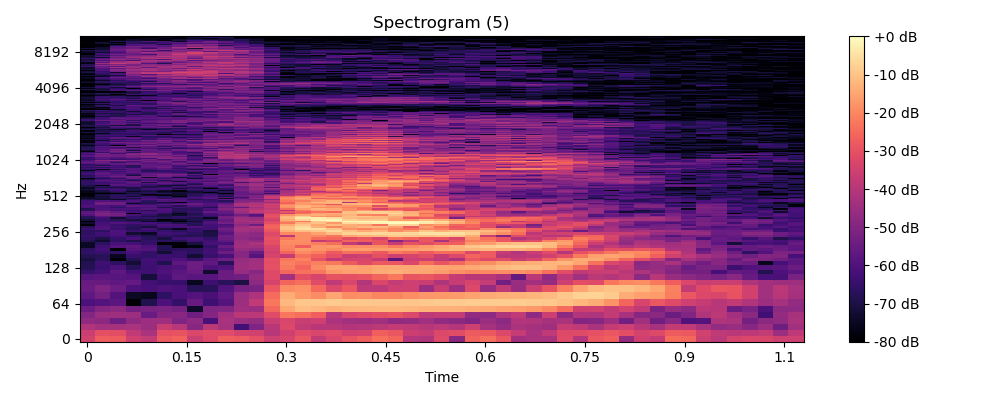 Spectrogram (5)
Hz
8192
4096
2048
1024
512
256
128
64
0
0 0.15 0.3 0.45 0.6 0.75 0.9 1.1
Time
+0 dB
-10 dB
-20 dB
-30 dB
-40 dB
-50 dB
-60 dB
-70 dB
-80 dB